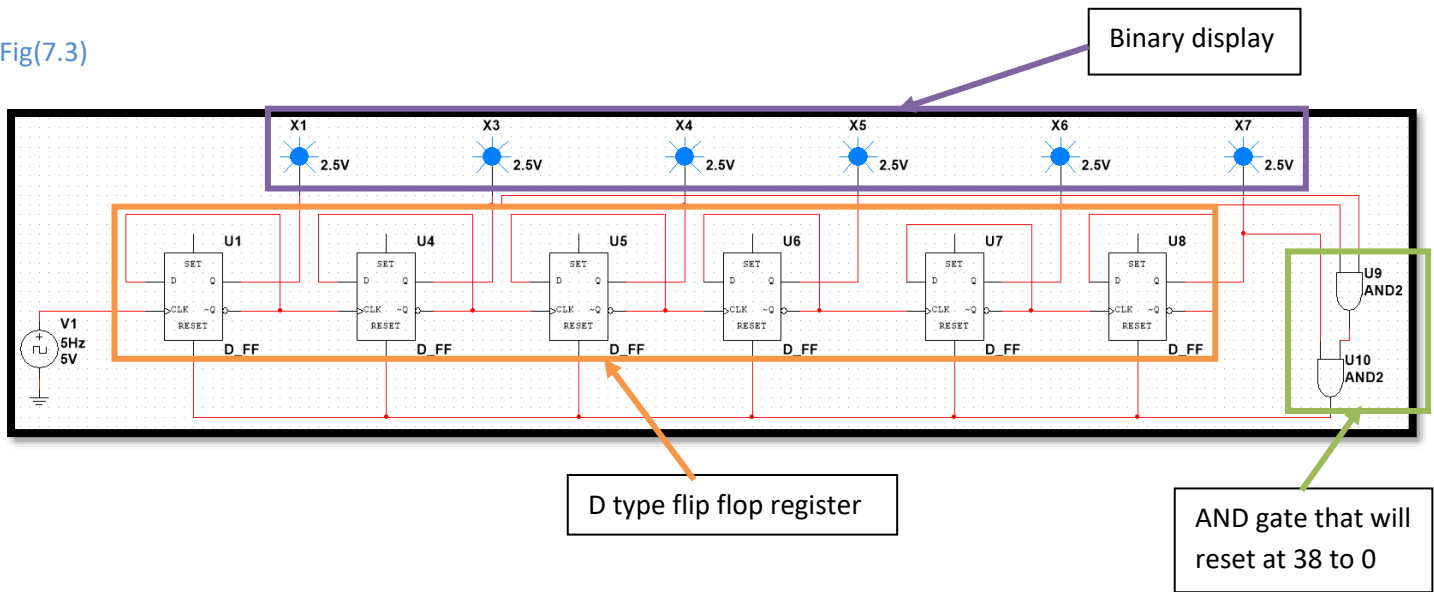 Binary display
Fig(7.3)
X1 X3 X4 X5 X6 X7
2.5V 2.5V 2.5V 2.5V 2.5V 2.5V
U1 U4 U5 U6 U7 U8
SET SET SET SET SET SET
D Q D Q D Q D Q D Q D Q
U9
AND2
CLK ~Q CLK ~Q CLK ~Q CLK ~Q CLK ~Q CLK ~Q
RESET RESET RESET RESET RESET RESET
V1
5Hz
5V
D_FF D_FF D_FF D_FF D_FF D_FF
U10
AND2
D type flip flop register
AND gate that will
reset at 38 to 0